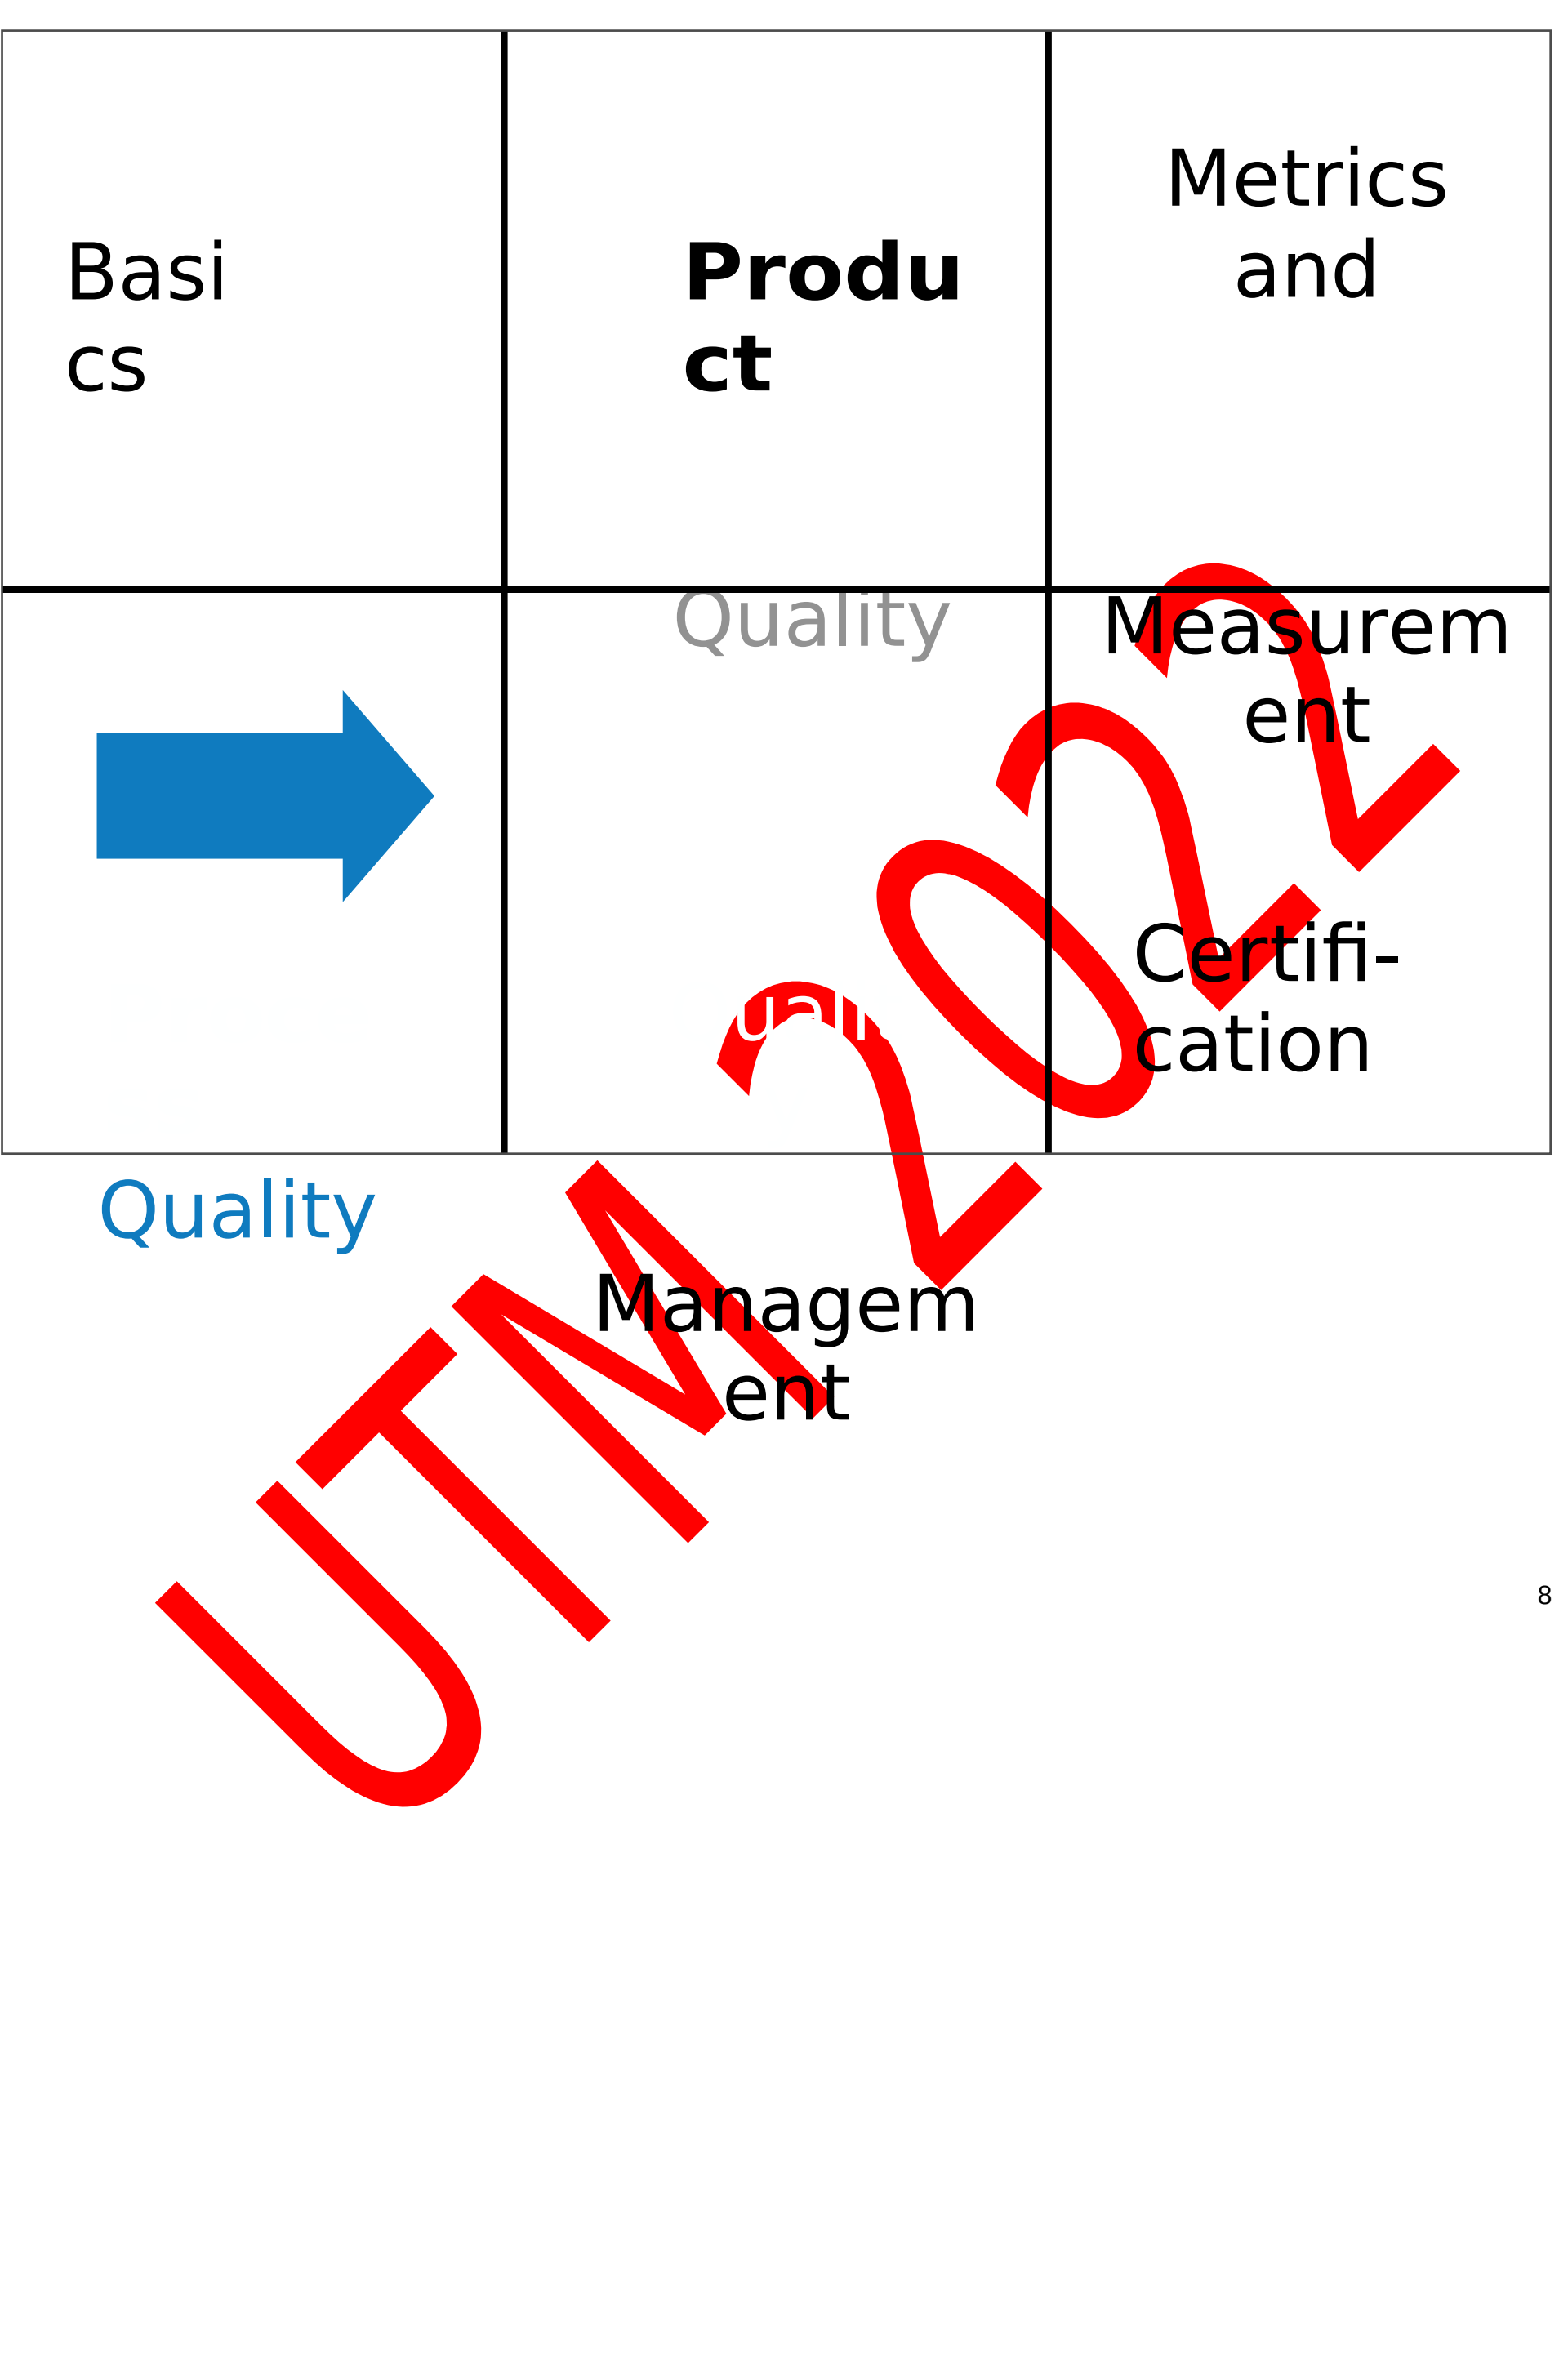 Basi
cs
Produ
ct
Metrics
and
Quality
Measurem
ent
Certifi-
cation
Quality
Managem
ent
UTM 2022
8